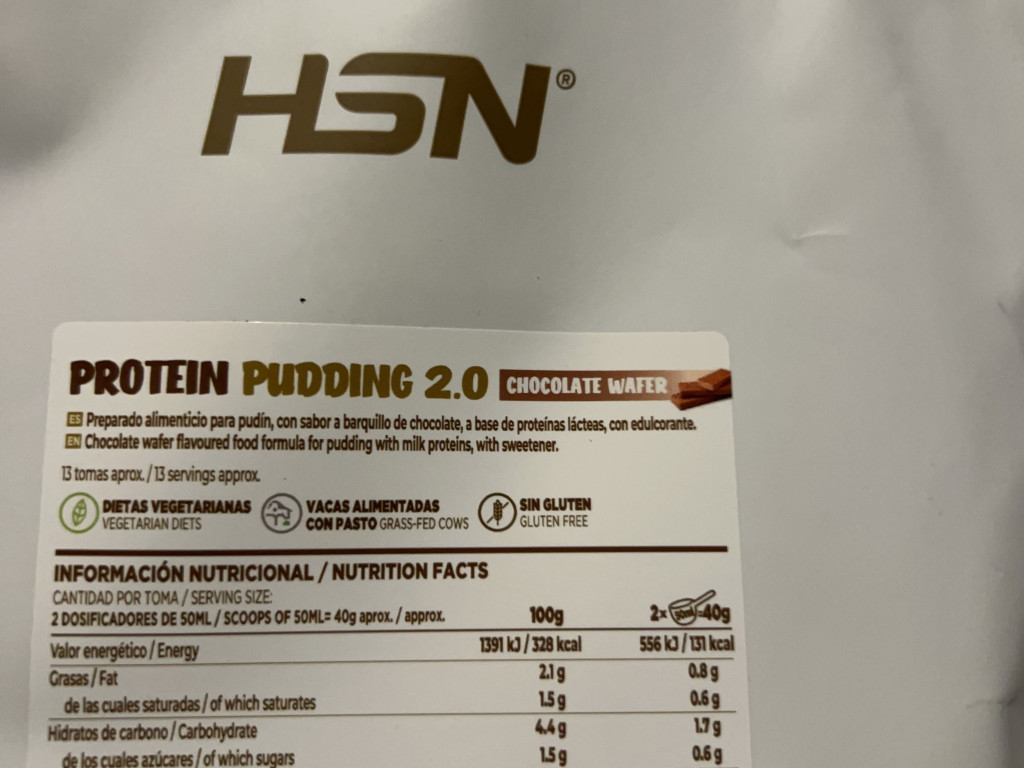 HSN®
PROTEIN PUDDING 2.0 CHOCOLATE WAFER
ES Preparado alimenticio para pudín, con sabor a barquillo de chocolate, a base de proteínas lácteas, con edulcorante.
EN Chocolate wafer flavoured food formula for pudding with milk proteins, with sweetener.
13 tomas aprox. / 13 servings approx.
DIETAS VEGETARIANAS
VEGETARIAN DIETS
VACAS ALIMENTADAS
CON PASTO GRASS-FED COWS
SIN GLUTEN
GLUTEN FREE
INFORMACIÓN NUTRICIONAL / NUTRITION FACTS
CANTIDAD POR TOMA / SERVING SIZE:
2 DOSIFICADORES DE 50ML / SCOOPS OF 50ML= 40g aprox. / approx. 100g 2x 50ml =40g
Valor energético / Energy 1391 kJ / 328 kcal 556 kJ / 131 kcal
Grasas / Fat 2.1 g 0.8 g
de las cuales saturadas / of which saturates 1.5 g 0.6 g
Hidratos de carbono / Carbohydrate 4.4 g 1.7 g
de los cuales azúcares / of which sugars 1.5 g 0.6 g